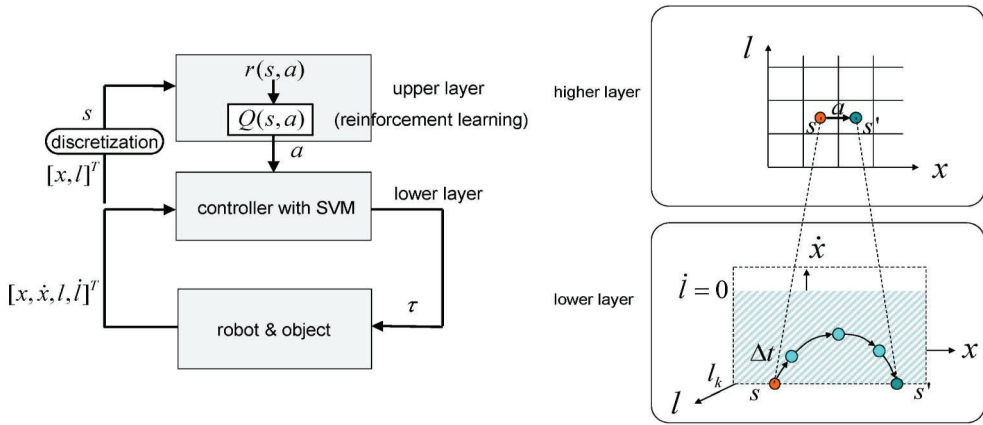 r(s,a)
Q(s,a)
a
upper layer
(reinforcement learning)
s
discretization
[x,l]^T
controller with SVM
lower layer
[x,ẋ,l,l̇]^T
τ
robot & object
higher layer
l
a
s s'
x
lower layer
ẋ
l̇ = 0
Δt
x
l_k
l
s s'